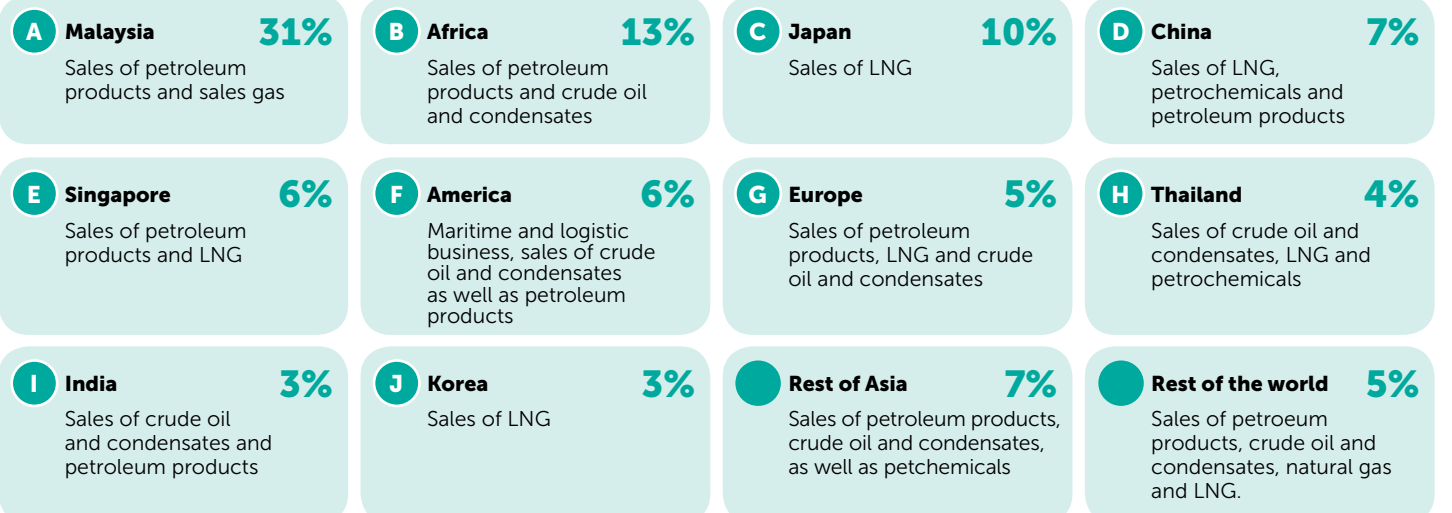 A Malaysia 31%
Sales of petroleum
products and sales gas
B Africa 13%
Sales of petroleum
products and crude oil
and condensates
C Japan 10%
Sales of LNG
D China 7%
Sales of LNG,
petrochemicals and
petroleum products
E Singapore 6%
Sales of petroleum
products and LNG
F America 6%
Maritime and logistic
business, sales of crude
oil and condensates
as well as petroleum
products
G Europe 5%
Sales of petroleum
products, LNG and crude
oil and condensates
H Thailand 4%
Sales of crude oil and
condensates, LNG and
petrochemicals
I India 3%
Sales of crude oil
and condensates and
petroleum products
J Korea 3%
Sales of LNG
Rest of Asia 7%
Sales of petroleum products,
crude oil and condensates,
as well as petchemicals
Rest of the world 5%
Sales of petroeum
products, crude oil and
condensates, natural gas
and LNG.